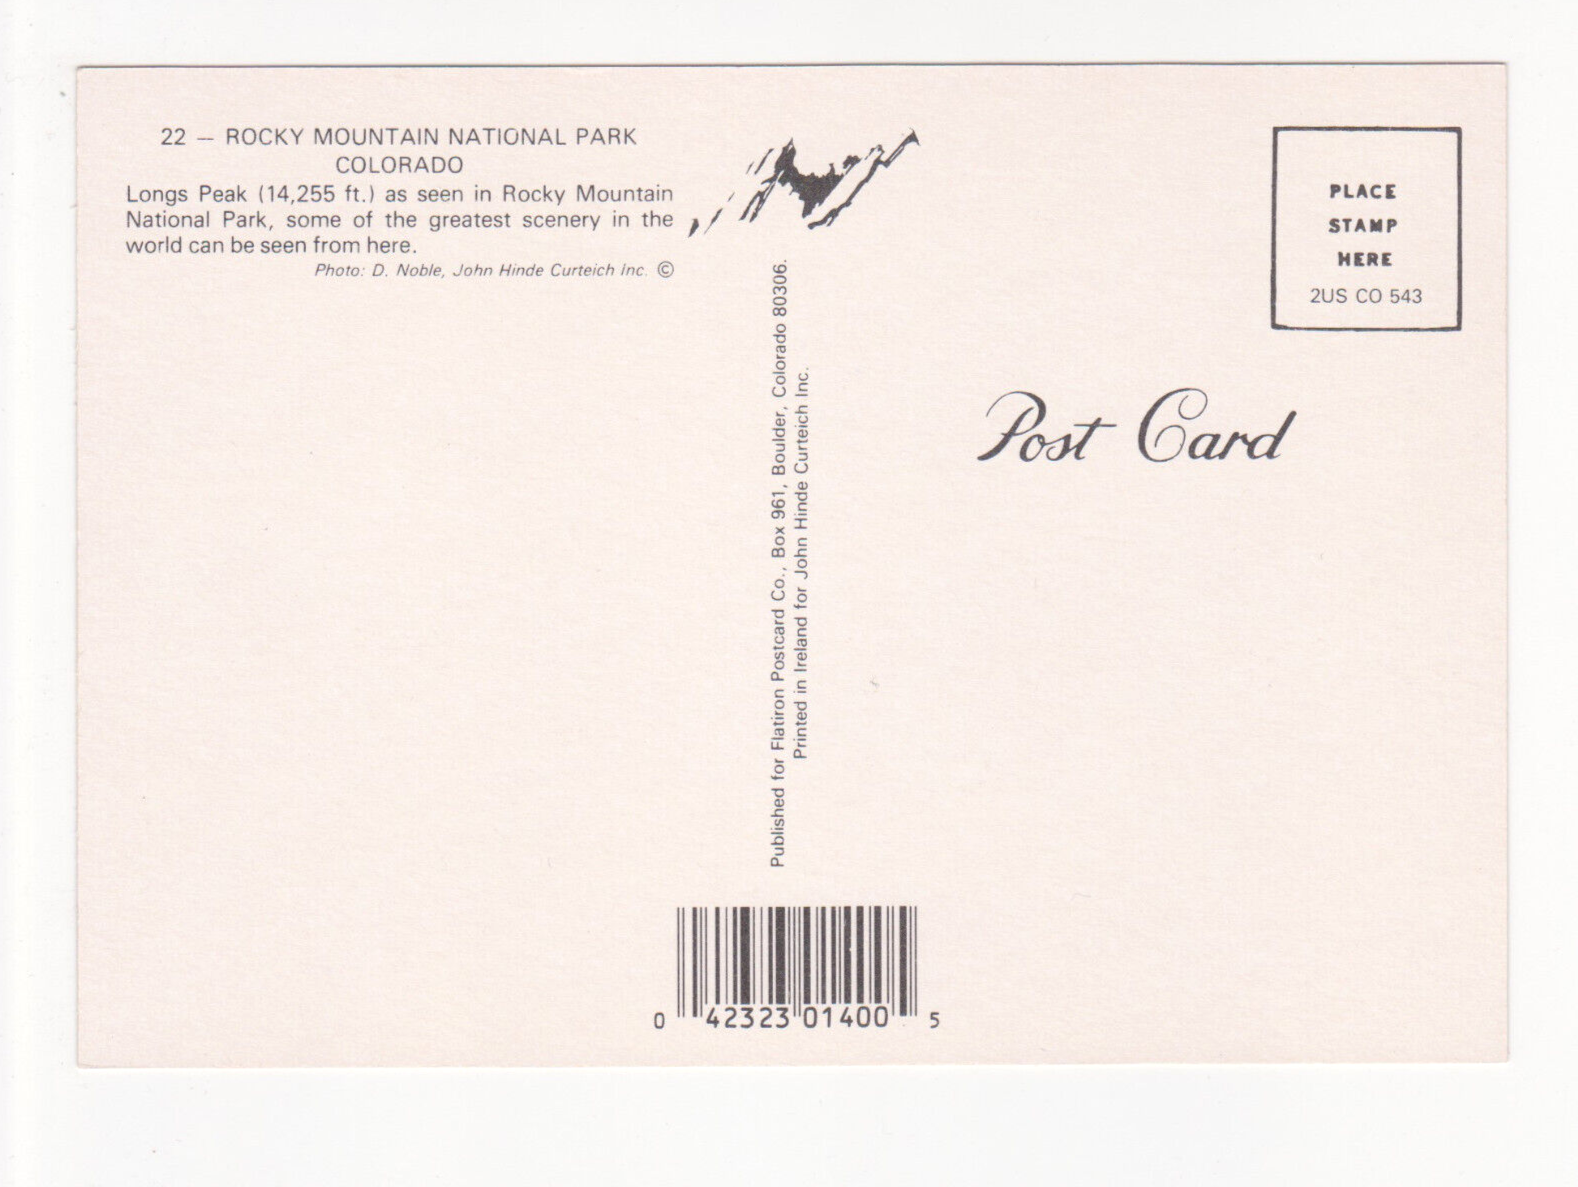 22 — ROCKY MOUNTAIN NATIONAL PARK
COLORADO
Longs Peak (14,255 ft.) as seen in Rocky Mountain
National Park, some of the greatest scenery in the
world can be seen from here.
Photo: D. Noble, John Hinde Curteich Inc. ©
Published for Flatiron Postcard Co., Box 961, Boulder, Colorado 80306.
Printed in Ireland for John Hinde Curteich Inc.
PLACE
STAMP
HERE
2US CO 543
Post Card
0 42323 01400 5